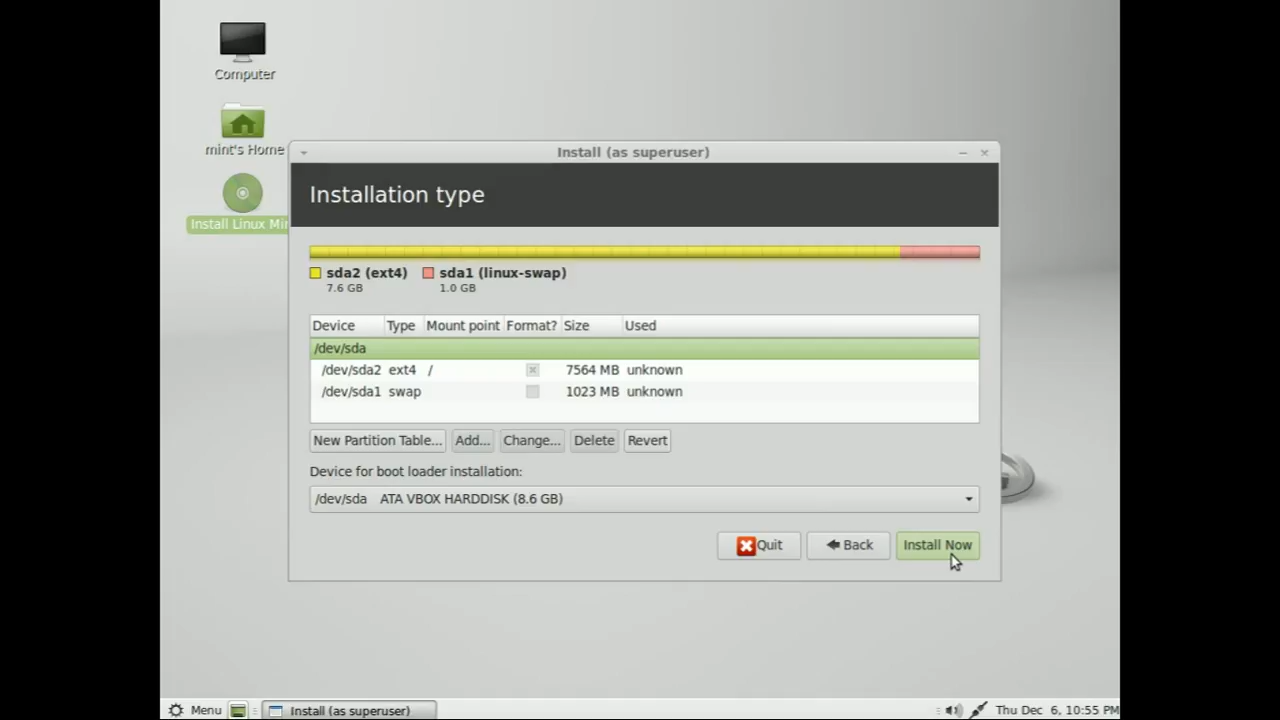 Computer
mint's Home
Install Linux Min
Install (as superuser)
Installation type
sda2 (ext4) sda1 (linux-swap)
7.6 GB 1.0 GB
Device Type Mount point Format? Size Used
/dev/sda
/dev/sda2 ext4 / 7564 MB unknown
/dev/sda1 swap 1023 MB unknown
New Partition Table... Add... Change... Delete Revert
Device for boot loader installation:
/dev/sda ATA VBOX HARDDISK (8.6 GB)
Quit Back Install Now
Menu Install (as superuser) Thu Dec 6, 10:55 PM